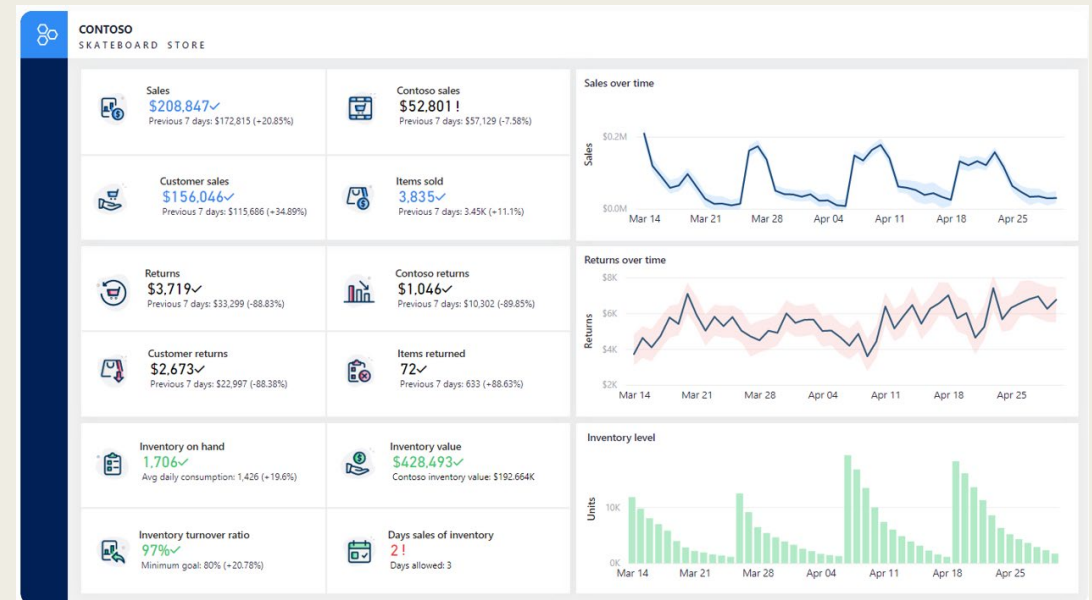 CONTOSO
SKATEBOARD STORE
Sales
$208,847✓
Previous 7 days: $172,815 (+20.85%)
Contoso sales
$52,801 !
Previous 7 days: $57,129 (-7.58%)
Customer sales
$156,046✓
Previous 7 days: $115,686 (+34.89%)
Items sold
3,835✓
Previous 7 days: 3.45K (+11.1%)
Returns
$3,719✓
Previous 7 days: $33,299 (-88.83%)
Contoso returns
$1,046✓
Previous 7 days: $10,302 (-89.85%)
Customer returns
$2,673✓
Previous 7 days: $22,997 (-88.38%)
Items returned
72✓
Previous 7 days: 633 (+88.63%)
Inventory on hand
1,706✓
Avg daily consumption: 1,426 (+19.6%)
Inventory value
$428,493✓
Contoso inventory value: $192.664K
Inventory turnover ratio
97%✓
Minimum goal: 80% (+20.78%)
Days sales of inventory
2 !
Days allowed: 3
Sales over time
Sales
$0.2M
$0.0M
Mar 14 Mar 21 Mar 28 Apr 04 Apr 11 Apr 18 Apr 25
Returns over time
Returns
$8K
$6K
$4K
$2K
Mar 14 Mar 21 Mar 28 Apr 04 Apr 11 Apr 18 Apr 25
Inventory level
Units
10K
0K
Mar 14 Mar 21 Mar 28 Apr 04 Apr 11 Apr 18 Apr 25